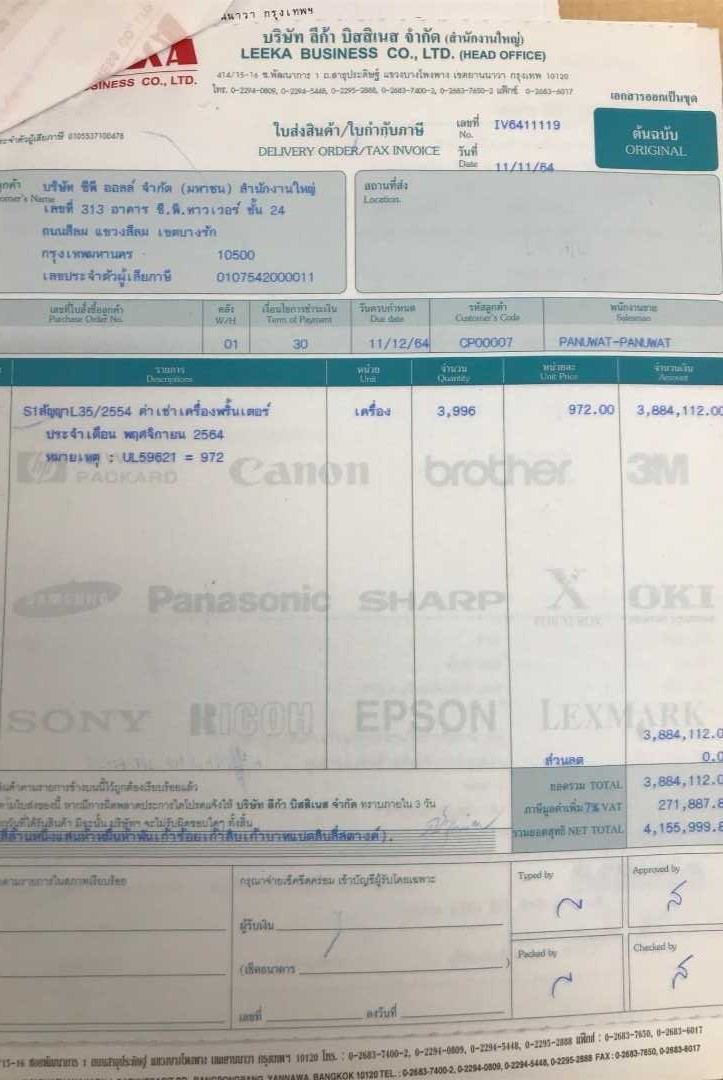 นนาวา กรุงเทพฯ
บริษัท ลีก้า บิสสิเนส จำกัด (สำนักงานใหญ่)
LEEKA BUSINESS CO., LTD. (HEAD OFFICE)
BUSINESS CO., LTD.
414/15-16 ซ.พัฒนาการ 1 ถ.สาธุประดิษฐ์ แขวงบางโพงพาง เขตยานนาวา กรุงเทพ 10120
โทร. 0-2294-0809, 0-2294-5448, 0-2295-2888, 0-2683-7400-2, 0-2683-7650-2 แฟ็กซ์ 0-2683-6017
เอกสารออกเป็นชุด
ระจำตัวผู้เสียภาษี 0105537100476
ใบส่งสินค้า/ใบกำกับภาษี
DELIVERY ORDER/TAX INVOICE
เลขที่ No. IV6411119
วันที่ Date 11/11/64
ต้นฉบับ
ORIGINAL
ลูกค้า
omer's Name
บริษัท ซีพี ออลล์ จำกัด (มหาชน) สำนักงานใหญ่
เลขที่ 313 อาคาร ซี.พี.ทาวเวอร์ ชั้น 24
ถนนสีลม แขวงสีลม เขตบางรัก
กรุงเทพมหานคร 10500
เลขประจำตัวผู้เสียภาษี 0107542000011
สถานที่ส่ง
Location.
เลขที่ใบสั่งซื้อลูกค้า คลัง เงื่อนไขการชำระเงิน วันครบกำหนด รหัสลูกค้า พนักงานขาย
Purchase Order No. W/H Term of Payment Due date Customer's Code Salesman
01 30 11/12/64 CP00007 PANUWAT-PANUWAT
รายการ หน่วย จำนวน หน่วยละ จำนวนเงิน
Descriptions Unit Quantity Unit Price Amount
S1สัญญาL35/2554 ค่าเช่าเครื่องพริ้นเตอร์ เครื่อง 3,996 972.00 3,884,112.00
ประจำเดือน พฤศจิกายน 2564
หมายเหตุ : UL59621 = 972
hp PACKARD Canon brother 3M
SAMSUNG Panasonic SHARP X OKI
FUJI XEROX
SONY RICOH EPSON LEXMARK
3,884,112.0
ส่วนลด 0.0
ยอดรวม TOTAL 3,884,112.0
ภาษีมูลค่าเพิ่ม 7% VAT 271,887.8
รวมยอดสุทธิ NET TOTAL 4,155,999.8
นค้าตามรายการข้างบนนี้ไว้ถูกต้องเรียบร้อยแล้ว
ตามใบส่งของนี้ หากมีการผิดพลาดประการใดโปรดแจ้งให้ บริษัท ลีก้า บิสสิเนส จำกัด ทราบภายใน 3 วัน
วันที่ได้รับสินค้า มิฉะนั้น บริษัทฯ จะไม่รับผิดชอบใดๆ ทั้งสิ้น
สี่ล้านหนึ่งแสนห้าหมื่นห้าพันเก้าร้อยเก้าสิบเก้าบาทแปดสิบสี่สตางค์).
ตามรายการในสภาพเรียบร้อย
กรุณาจ่ายเช็คขีดคร่อม เข้าบัญชีผู้รับโดยเฉพาะ
ผู้รับเงิน
(เช็คธนาคาร )
เลขที่ ลงวันที่
Typed by
Approved by
Packed by
Checked by
15-16 ซอยพัฒนาการ 1 ถนนสาธุประดิษฐ์ แขวงบางโพงพาง เขตยานนาวา กรุงเทพฯ 10120 โทร. : 0-2683-7400-2, 0-2294-0809, 0-2294-5448, 0-2295-2888 แฟ็กซ์ : 0-2683-7650, 0-2683-6017
BANGPONGPANG, YANNAWA, BANGKOK 10120 TEL. : 0-2683-7400-2, 0-2294-0809, 0-2294-5448, 0-2295-2888 FAX : 0-2683-7650, 0-2683-6017